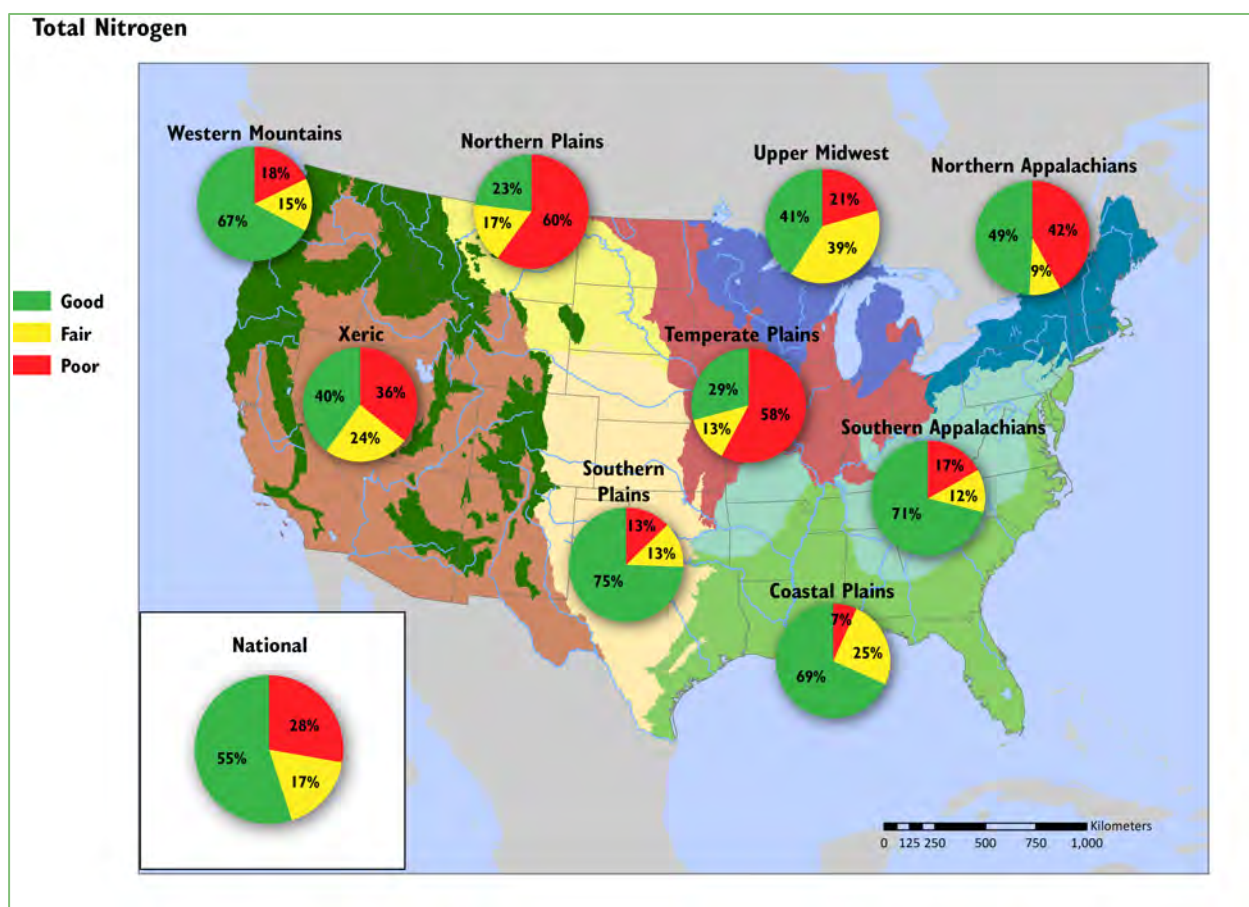 Total Nitrogen
Western Mountains
18%
15%
67%
Northern Plains
23%
17%
60%
Upper Midwest
41%
21%
39%
Northern Appalachians
49%
42%
9%
Good
Fair
Poor
Xeric
40%
36%
24%
Temperate Plains
29%
13%
58%
Southern Appalachians
17%
12%
71%
Southern
Plains
13%
13%
75%
Coastal Plains
7%
25%
69%
National
28%
55%
17%
Kilometers
0 125 250 500 750 1,000